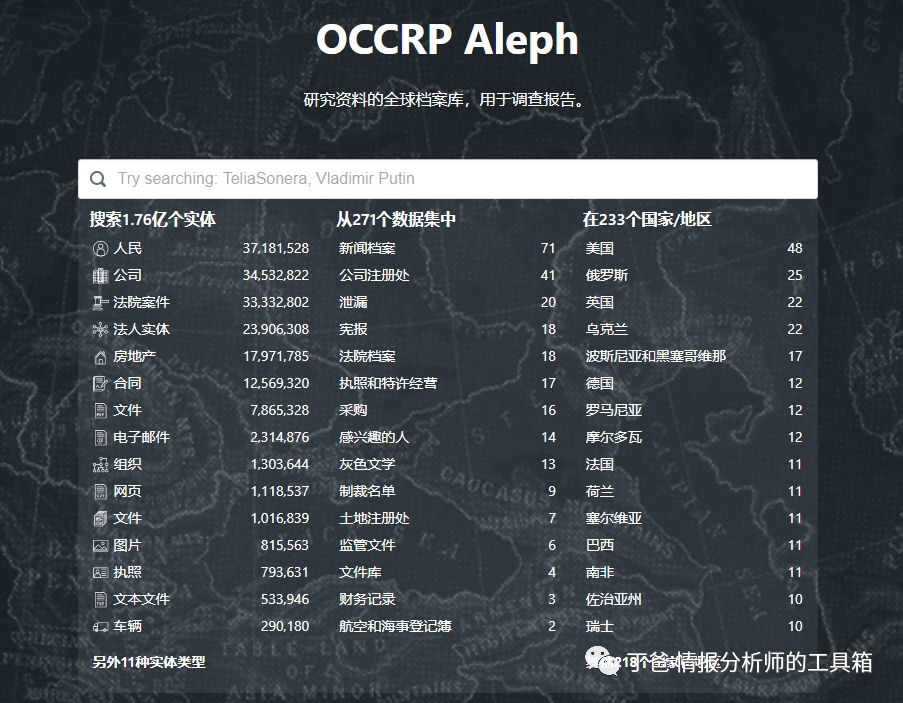 OCCRP Aleph
研究资料的全球档案库，用于调查报告。
Try searching: TeliaSonera, Vladimir Putin
搜索1.76亿个实体
人民 37,181,528
公司 34,532,822
法院案件 33,332,802
法人实体 23,906,308
房地产 17,971,785
合同 12,569,320
文件 7,865,328
电子邮件 2,314,876
组织 1,303,644
网页 1,118,537
文件 1,016,839
图片 815,563
执照 793,631
文本文件 533,946
车辆 290,180
另外11种实体类型
从271个数据集中
新闻档案 71
公司注册处 41
泄漏 20
宪报 18
法院档案 18
执照和特许经营 17
采购 16
感兴趣的人 14
灰色文学 13
制裁名单 9
土地注册处 7
监管文件 6
文件库 4
财务记录 3
航空和海事登记簿 2
在233个国家/地区
美国 48
俄罗斯 25
英国 22
乌克兰 22
波斯尼亚和黑塞哥维那 17
德国 12
罗马尼亚 12
摩尔多瓦 12
法国 11
荷兰 11
塞尔维亚 11
巴西 11
南非 11
佐治亚州 10
瑞士 10
218个
丁爸 情报分析师的工具箱
CAUCASUS
TABLE LAND
ASIA MINOR